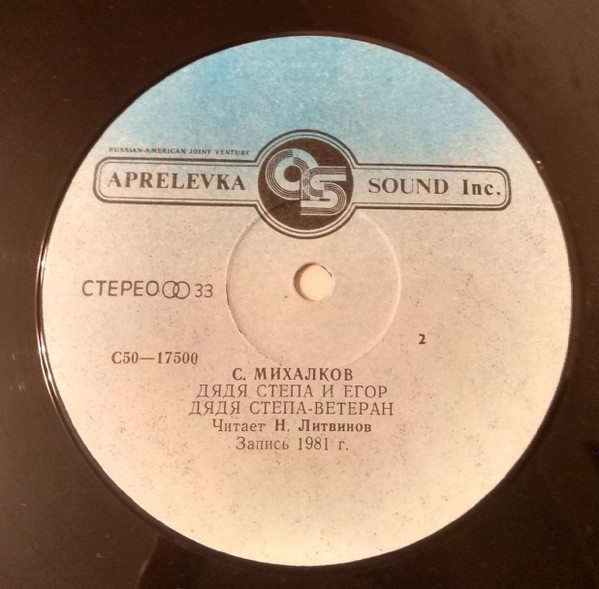 RUSSIAN-AMERICAN JOINT VENTURE
APRELEVKA AS SOUND Inc.
СТЕРЕО 33
2
С50—17500
С. МИХАЛКОВ
ДЯДЯ СТЕПА И ЕГОР
ДЯДЯ СТЕПА-ВЕТЕРАН
Читает Н. Литвинов
Запись 1981 г.